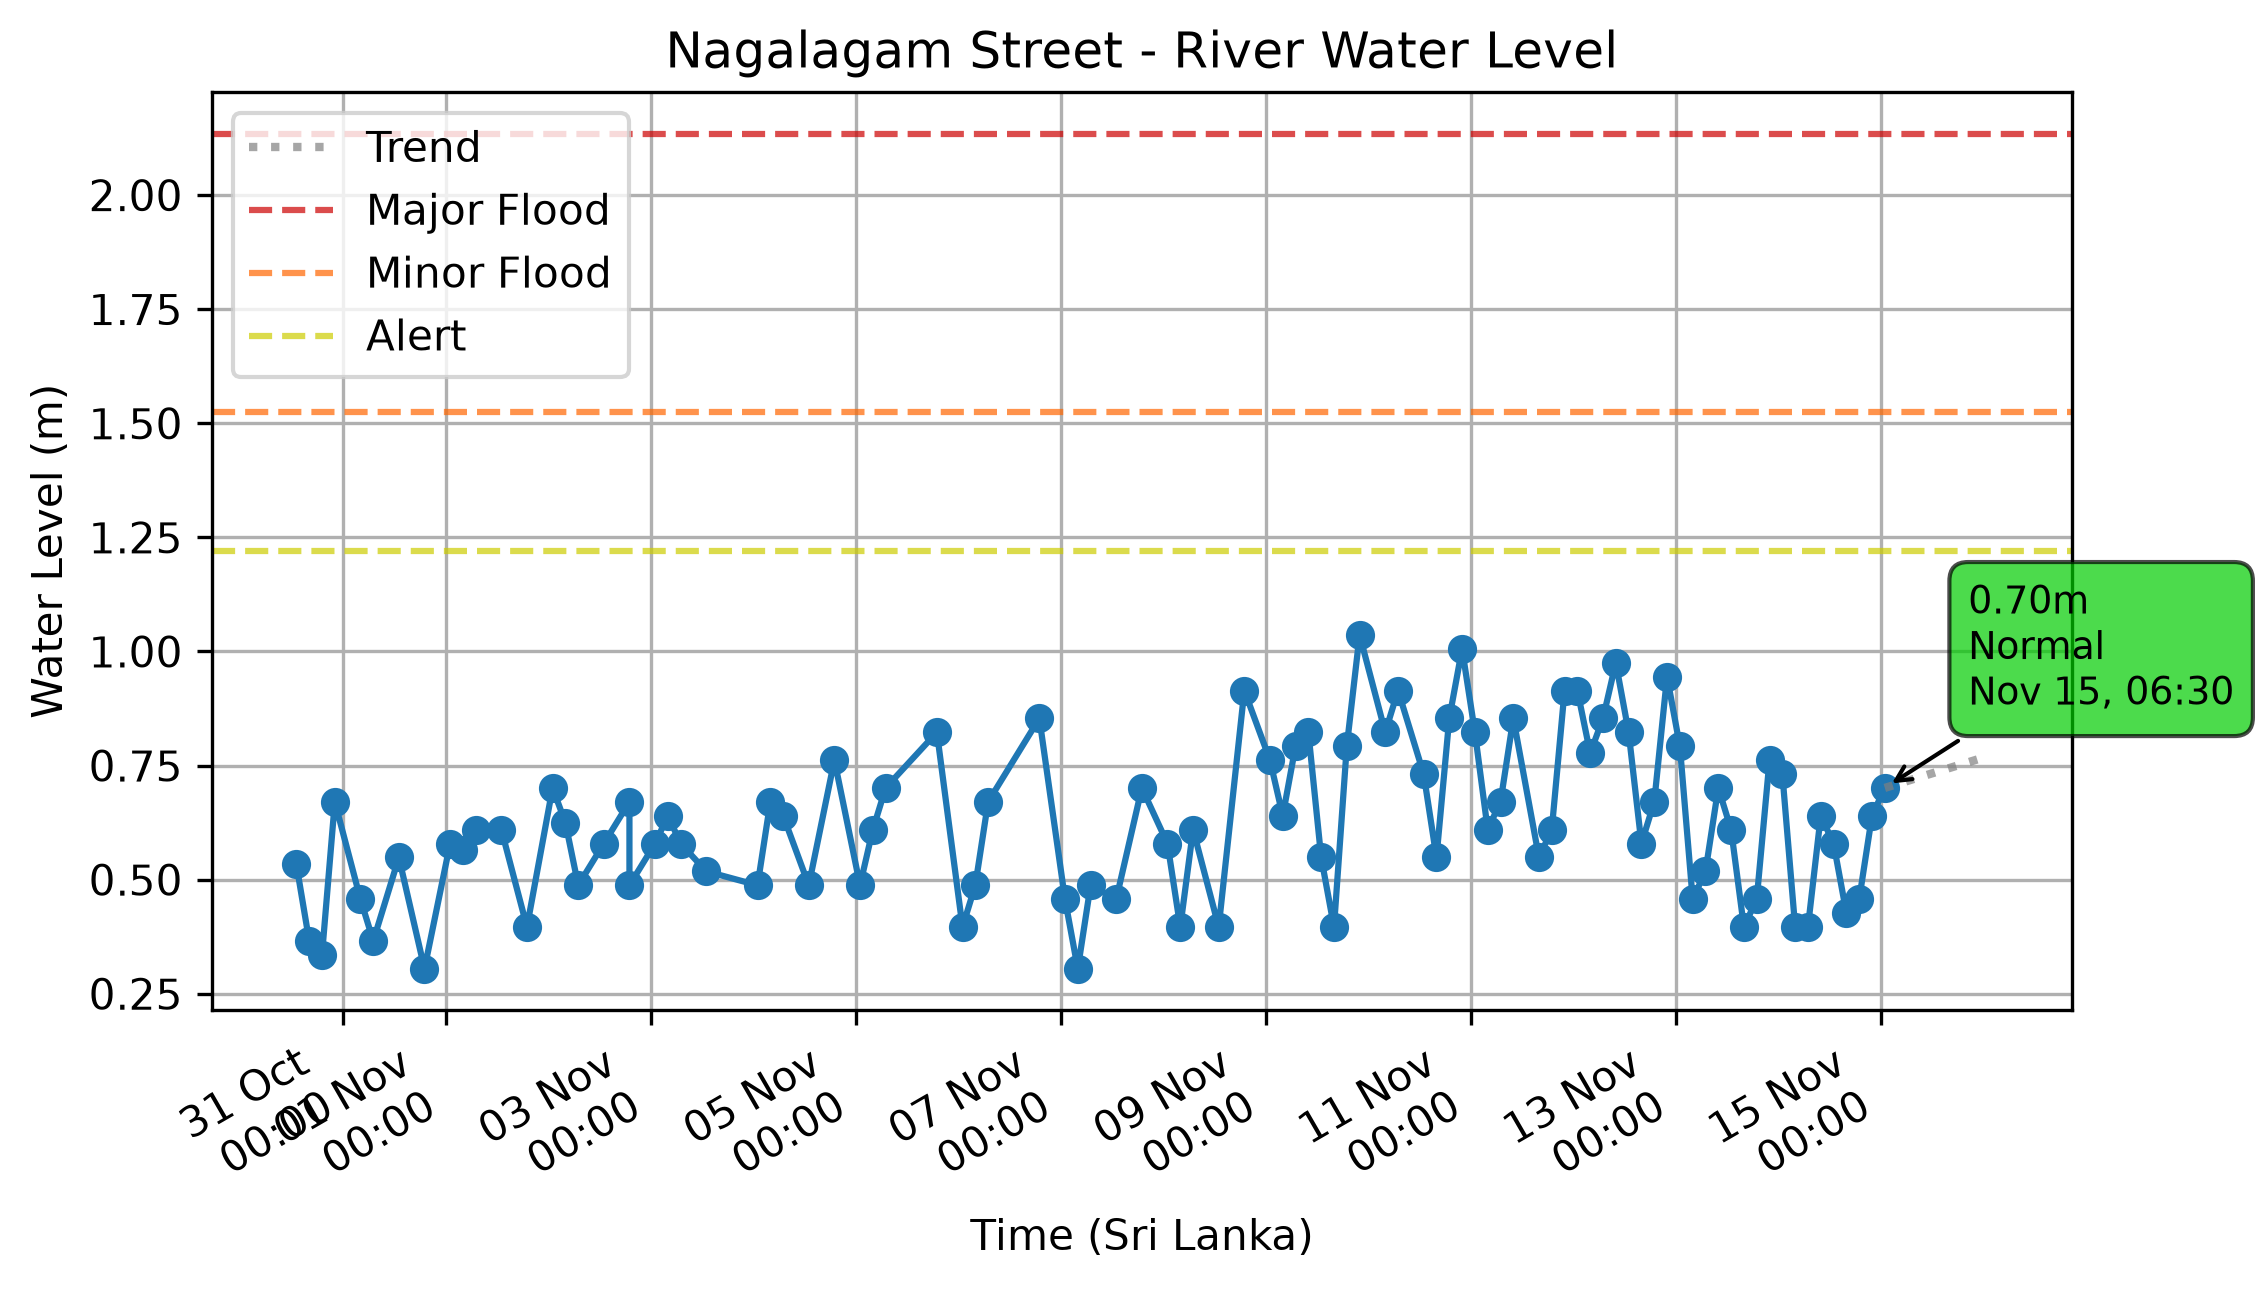 Nagalagam Street - River Water Level
Trend
Major Flood
Minor Flood
Alert
Water Level (m)
2.00
1.75
1.50
1.25
1.00
0.75
0.50
0.25
0.70m
Normal
Nov 15, 06:30
31 Oct
00:00
01 Nov
00:00
03 Nov
00:00
05 Nov
00:00
07 Nov
00:00
09 Nov
00:00
11 Nov
00:00
13 Nov
00:00
15 Nov
00:00
Time (Sri Lanka)